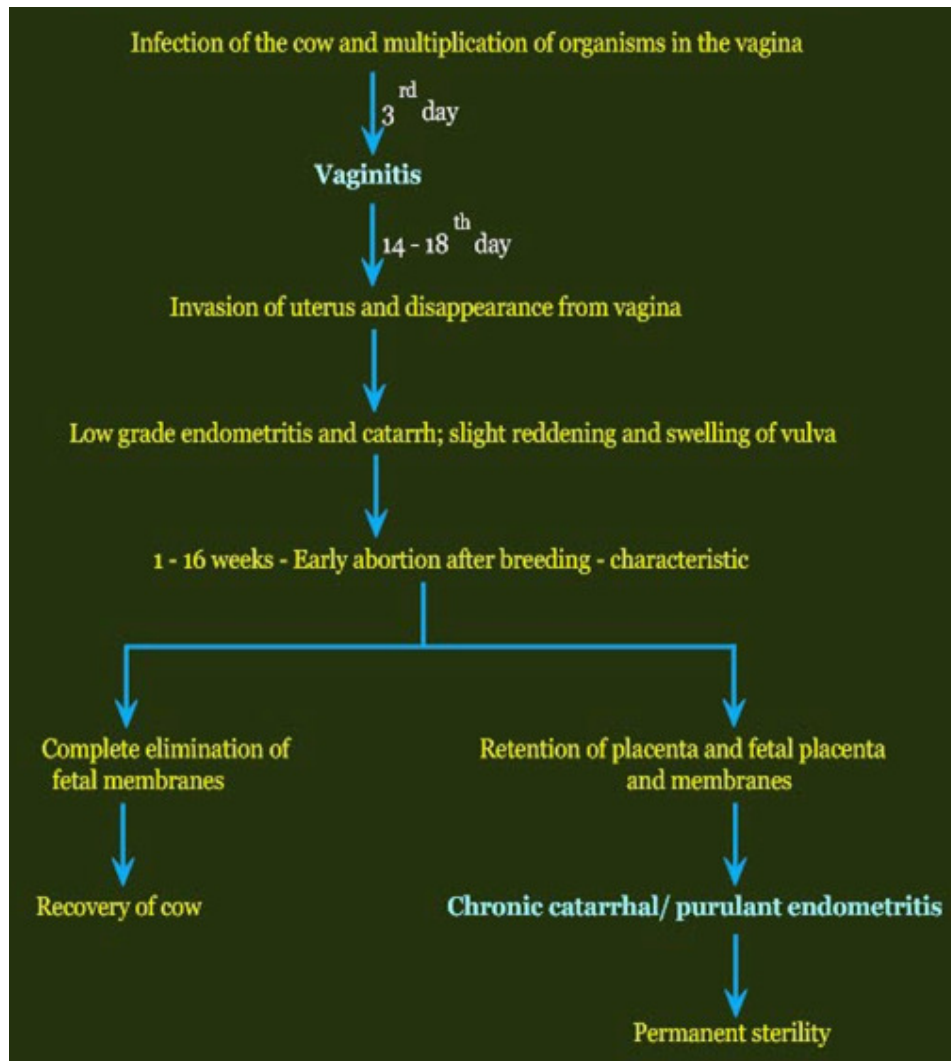 Infection of the cow and multiplication of organisms in the vagina
3rd day
Vaginitis
14 - 18th day
Invasion of uterus and disappearance from vagina
Low grade endometritis and catarrh; slight reddening and swelling of vulva
1 - 16 weeks - Early abortion after breeding - characteristic
Complete elimination of
fetal membranes
Retention of placenta and fetal placenta
and membranes
Recovery of cow
Chronic catarrhal/ purulant endometritis
Permanent sterility